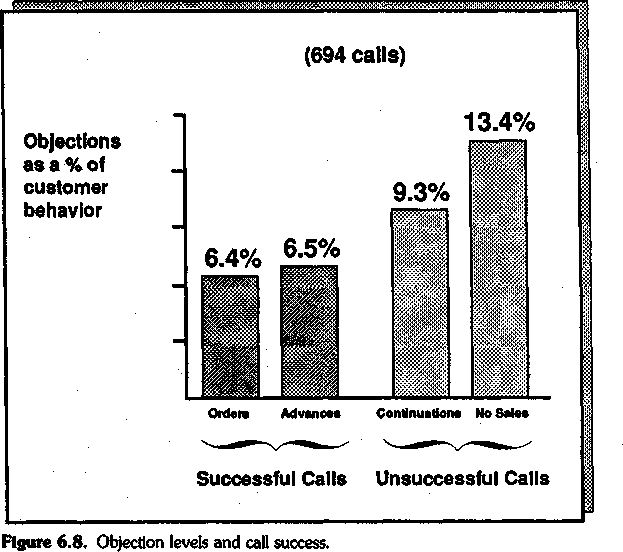 (694 calls)
Objections
as a % of
customer
behavior
6.4%
6.5%
9.3%
13.4%
Orders
Advances
Continuations
No Sales
Successful Calls
Unsuccessful Calls
Figure 6.8. Objection levels and call success.